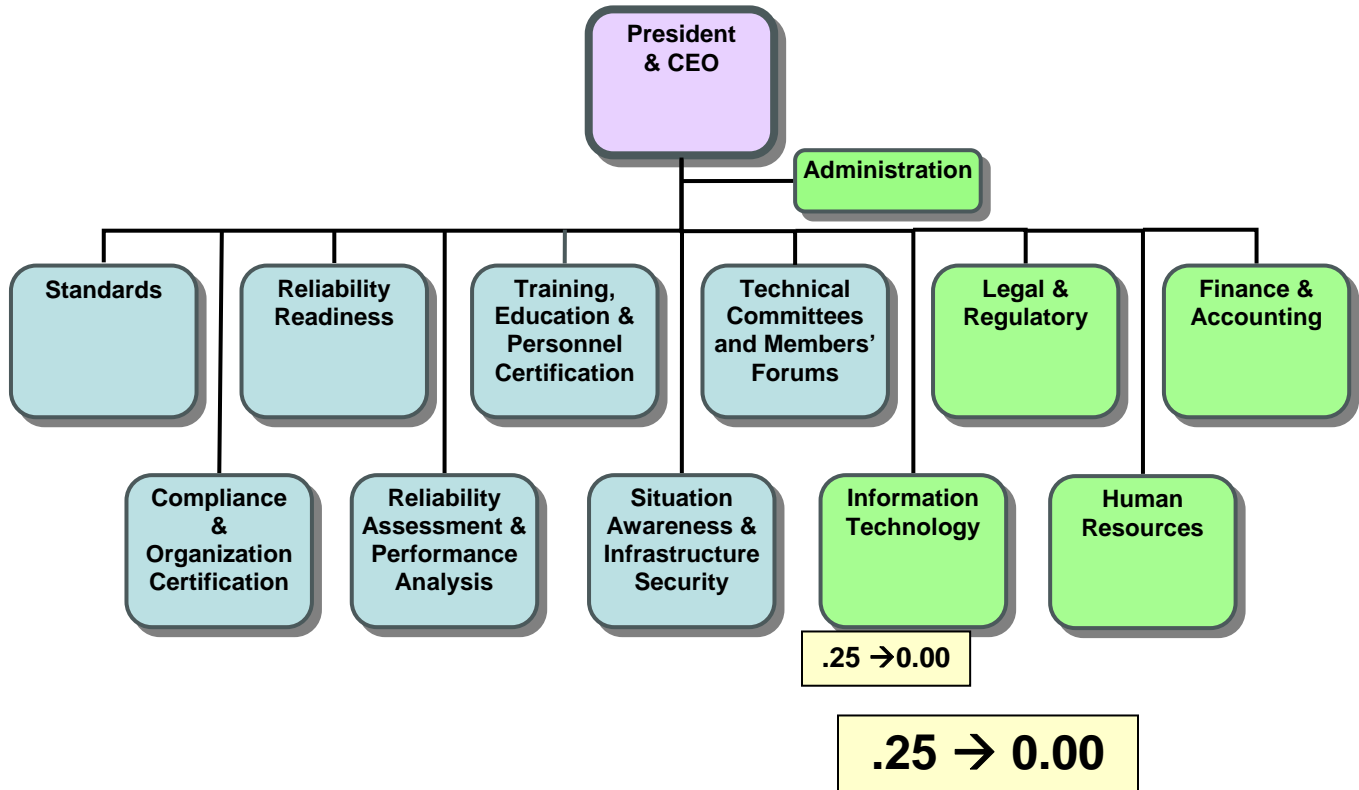 President
& CEO
Administration
Standards
Reliability
Readiness
Training,
Education &
Personnel
Certification
Technical
Committees
and Members’
Forums
Legal &
Regulatory
Finance &
Accounting
Compliance
&
Organization
Certification
Reliability
Assessment &
Performance
Analysis
Situation
Awareness &
Infrastructure
Security
Information
Technology
Human
Resources
.25 →0.00
.25 → 0.00